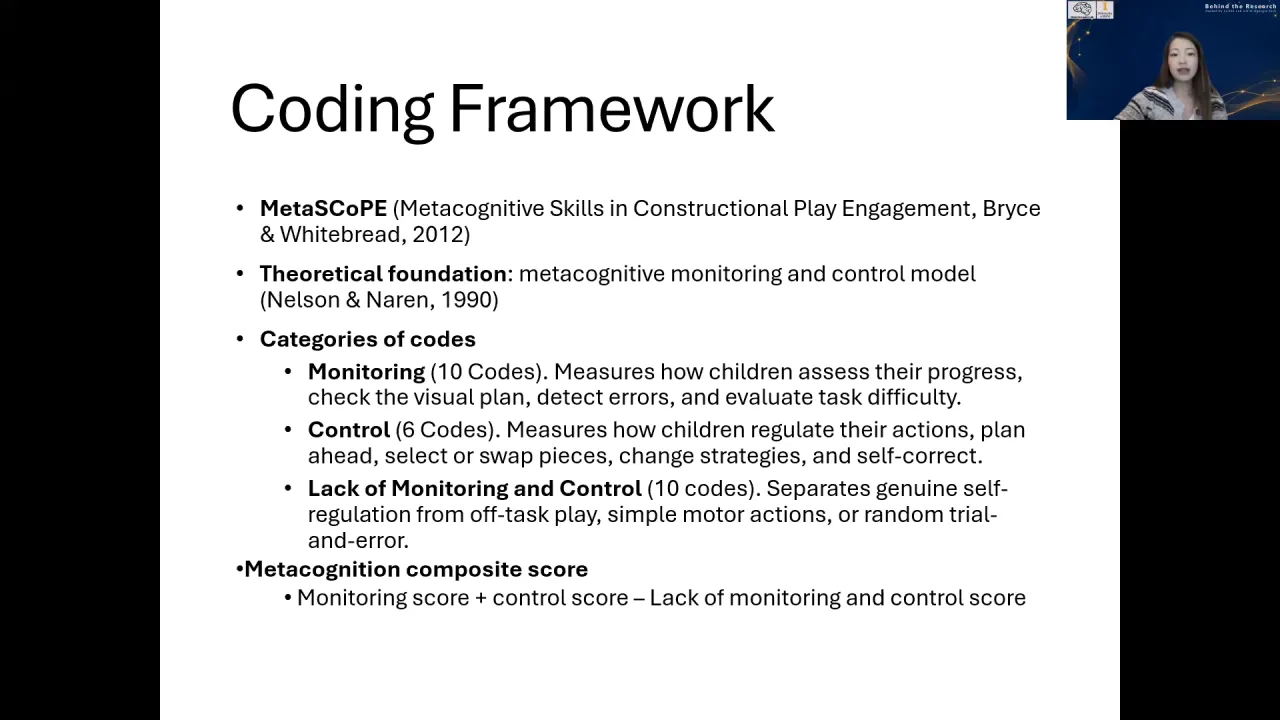 Behind the Research
Coding Framework
• MetaSCoPE (Metacognitive Skills in Constructional Play Engagement, Bryce
& Whitebread, 2012)
• Theoretical foundation: metacognitive monitoring and control model
(Nelson & Naren, 1990)
• Categories of codes
• Monitoring (10 Codes). Measures how children assess their progress,
check the visual plan, detect errors, and evaluate task difficulty.
• Control (6 Codes). Measures how children regulate their actions, plan
ahead, select or swap pieces, change strategies, and self-correct.
• Lack of Monitoring and Control (10 codes). Separates genuine self-
regulation from off-task play, simple motor actions, or random trial-
and-error.
•Metacognition composite score
• Monitoring score + control score – Lack of monitoring and control score